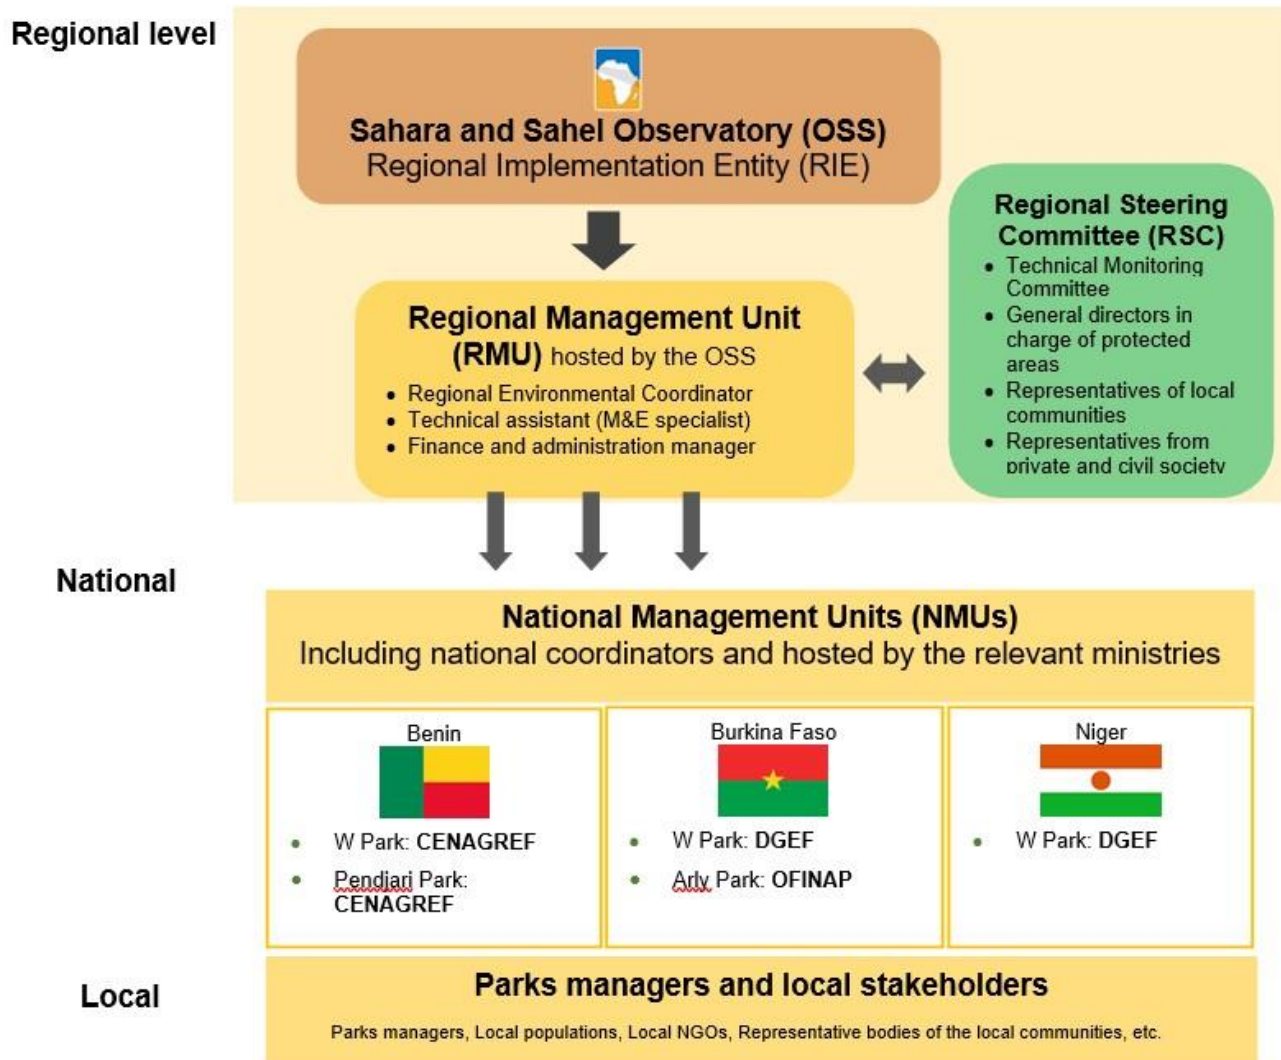 Regional level
Sahara and Sahel Observatory (OSS)
Regional Implementation Entity (RIE)
Regional Steering
Committee (RSC)
• Technical Monitoring
Committee
• General directors in
charge of protected
areas
• Representatives of local
communities
• Representatives from
private and civil society
Regional Management Unit
(RMU) hosted by the OSS
• Regional Environmental Coordinator
• Technical assistant (M&E specialist)
• Finance and administration manager
National
National Management Units (NMUs)
Including national coordinators and hosted by the relevant ministries
Benin
• W Park: CENAGREF
• Pendjari Park:
CENAGREF
Burkina Faso
• W Park: DGEF
• Arly Park: OFINAP
Niger
• W Park: DGEF
Local
Parks managers and local stakeholders
Parks managers, Local populations, Local NGOs, Representative bodies of the local communities, etc.